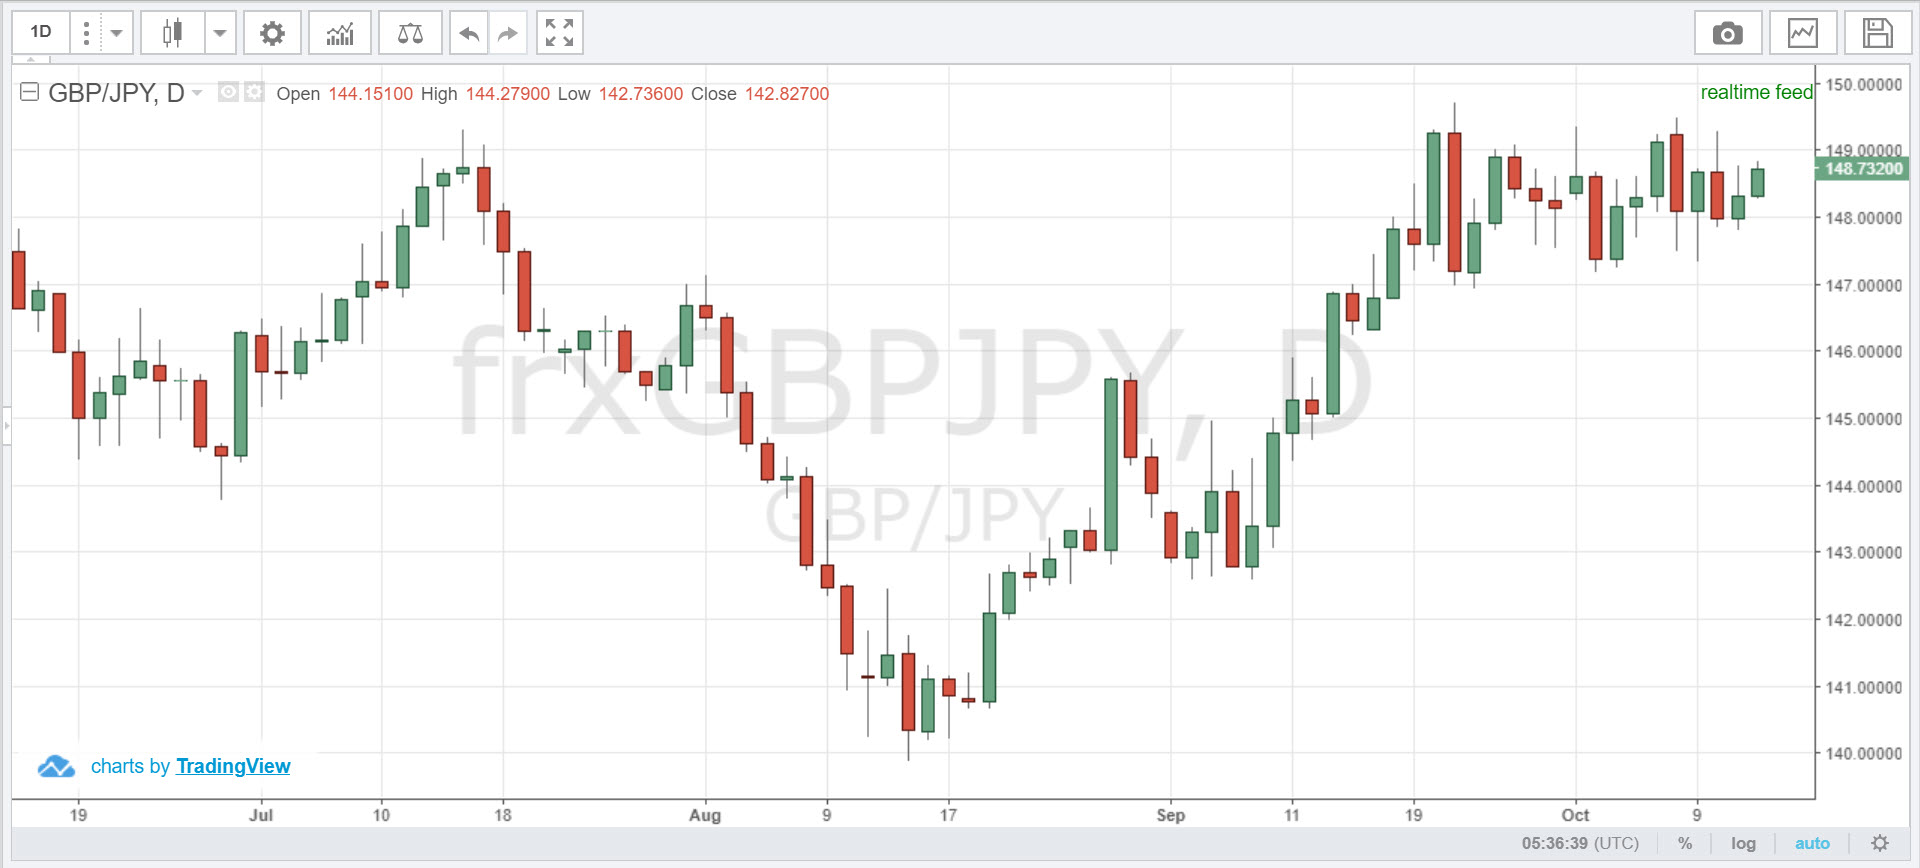 1D
GBP/JPY, D Open 144.15100 High 144.27900 Low 142.73600 Close 142.82700
realtime feed
150.00000
149.00000
148.73200
148.00000
147.00000
146.00000
145.00000
144.00000
143.00000
142.00000
141.00000
140.00000
frxGBPJPY, D
GBP/JPY
charts by TradingView
19 Jul 10 18 Aug 9 17 Sep 11 19 Oct 9
05:36:39 (UTC) % log auto